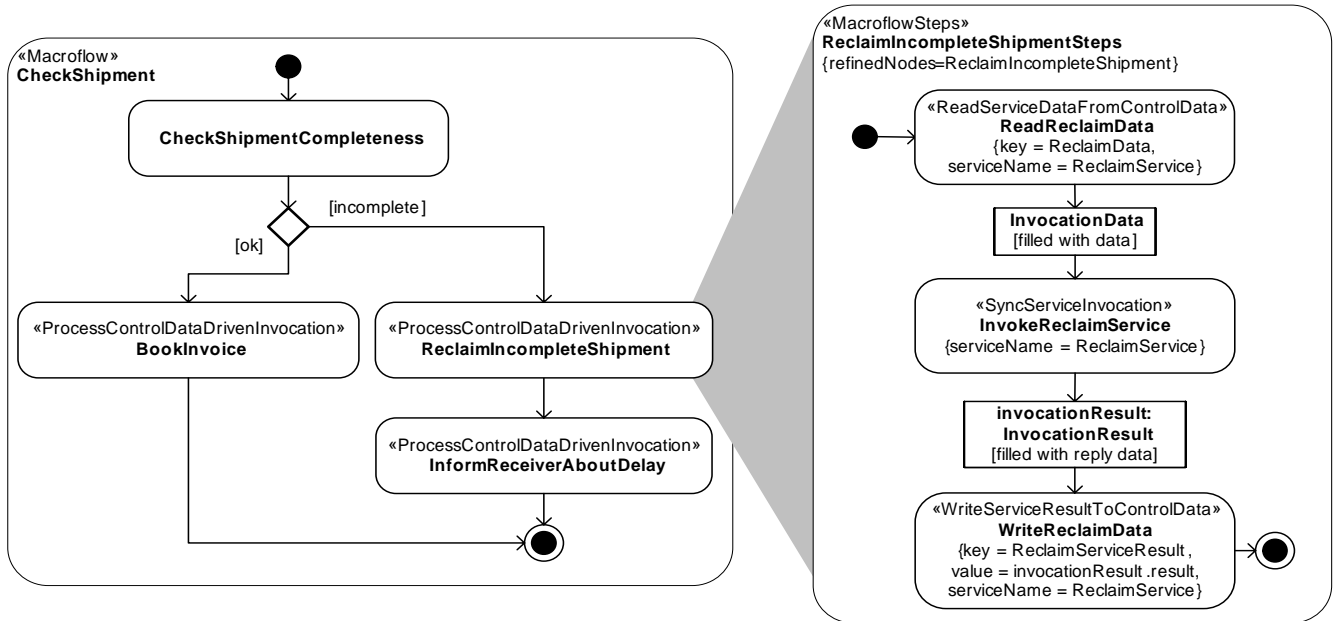 «Macroflow»
CheckShipment
CheckShipmentCompleteness
[incomplete]
[ok]
«ProcessControlDataDrivenInvocation»
BookInvoice
«ProcessControlDataDrivenInvocation»
ReclaimIncompleteShipment
«ProcessControlDataDrivenInvocation»
InformReceiverAboutDelay
«MacroflowSteps»
ReclaimIncompleteShipmentSteps
{refinedNodes=ReclaimIncompleteShipment}
«ReadServiceDataFromControlData»
ReadReclaimData
{key = ReclaimData,
serviceName = ReclaimService}
InvocationData
[filled with data]
«SyncServiceInvocation»
InvokeReclaimService
{serviceName = ReclaimService}
invocationResult:
InvocationResult
[filled with reply data]
«WriteServiceResultToControlData»
WriteReclaimData
{key = ReclaimServiceResult,
value = invocationResult.result,
serviceName = ReclaimService}